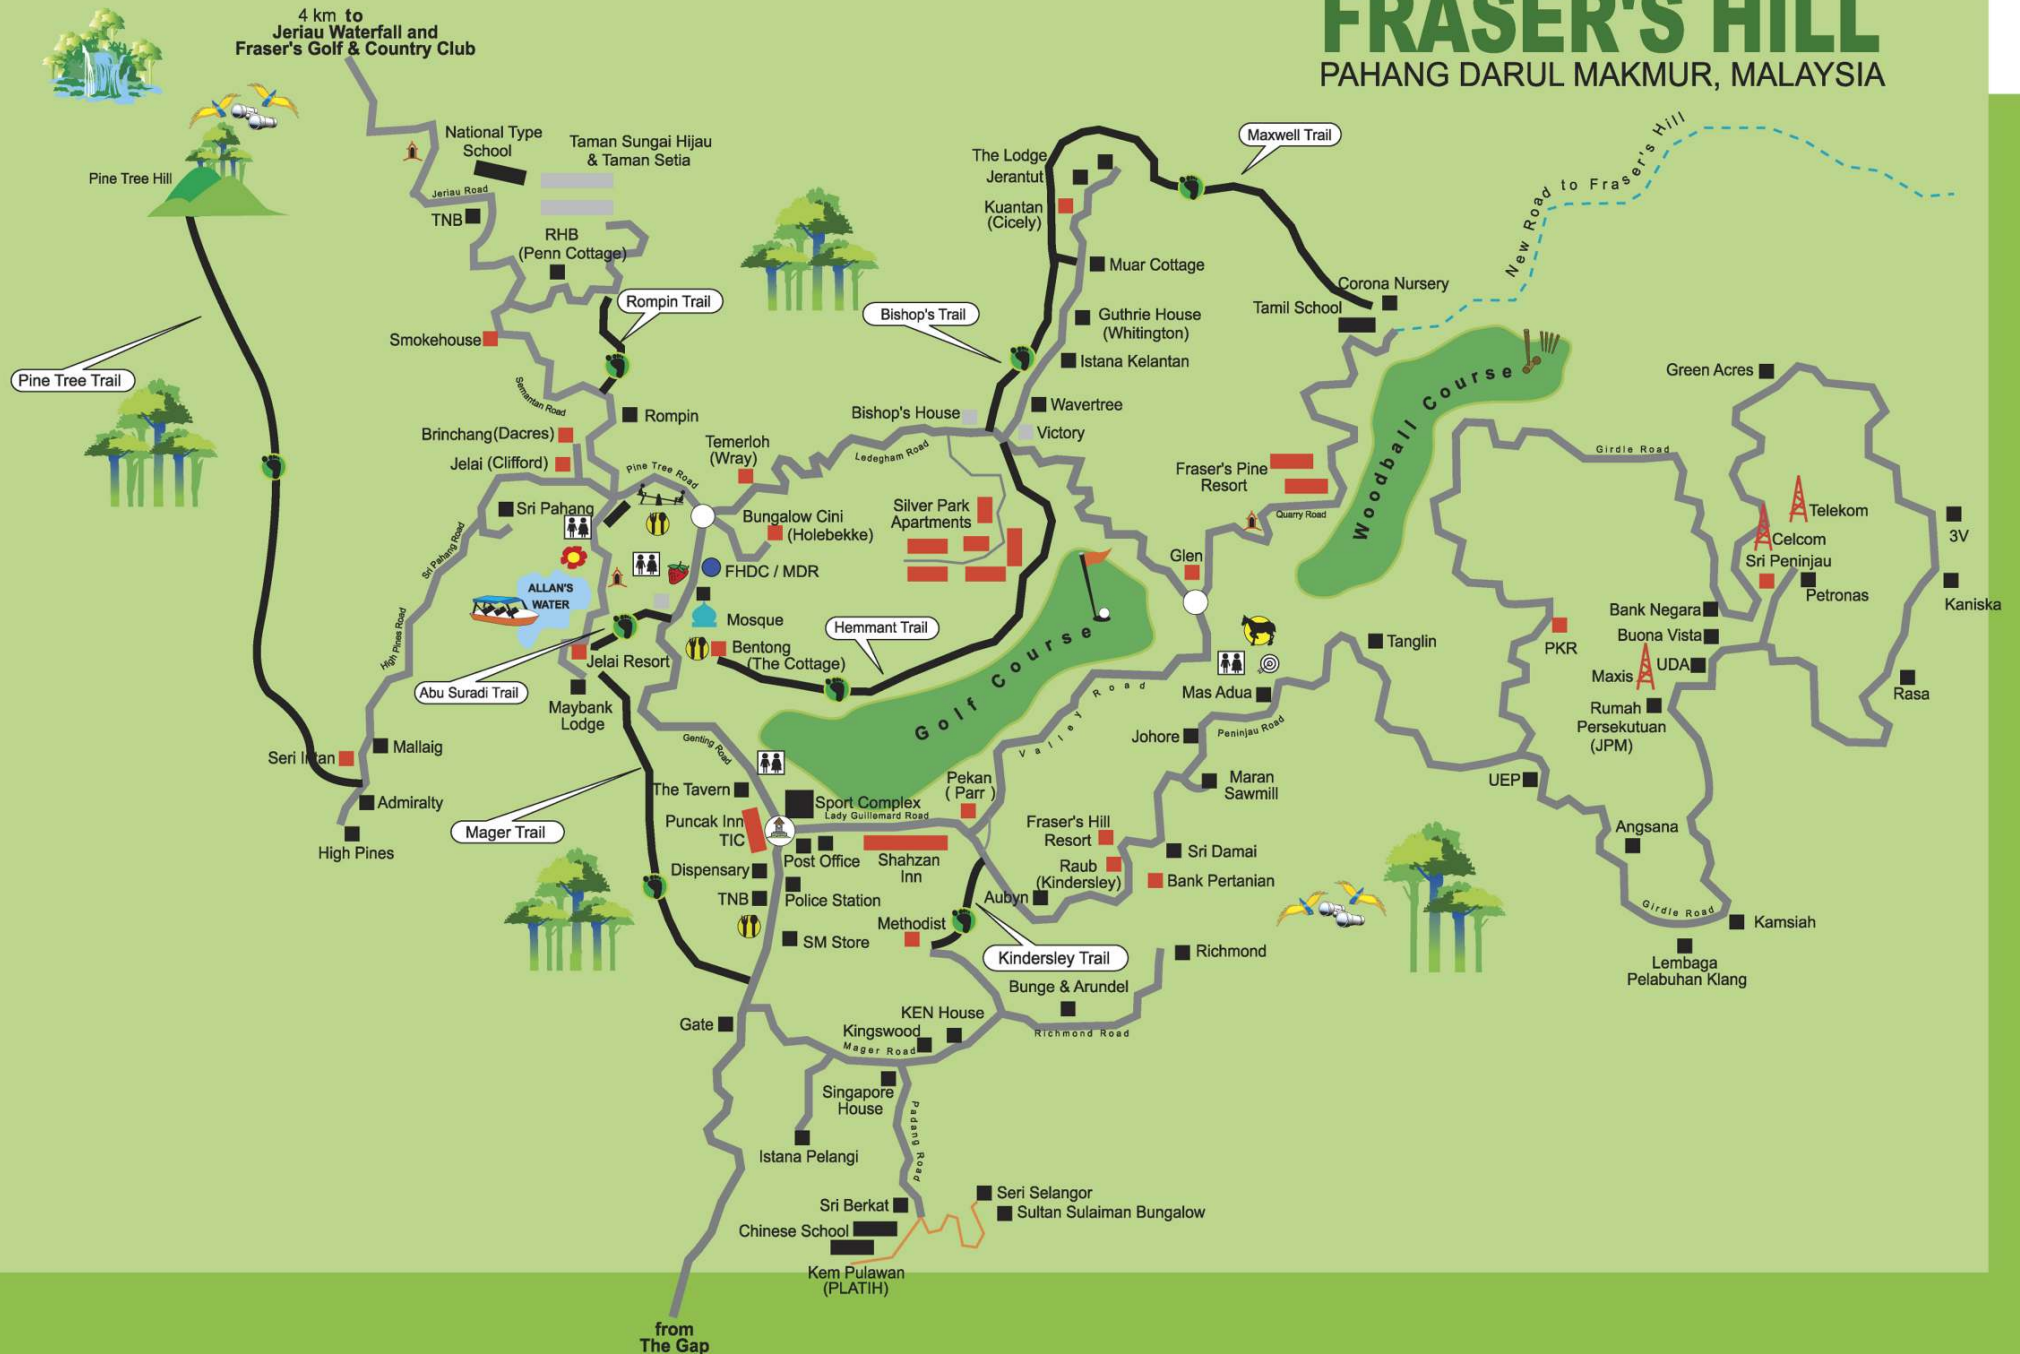 FRASER'S HILL
PAHANG DARUL MAKMUR, MALAYSIA
4 km to
Jeriau Waterfall and
Fraser's Golf & Country Club
National Type
School
Taman Sungai Hijau
& Taman Setia
Pine Tree Hill
Jeriau Road
TNB
RHB
(Penn Cottage)
Rompin Trail
Smokehouse
Pine Tree Trail
Semantan Road
Rompin
Brinchang(Dacres)
Jelai (Clifford)
Temerloh
(Wray)
Pine Tree Road
Sri Pahang
Sri Pahang Road
Bungalow Cini
(Holebekke)
FHDC / MDR
ALLAN'S
WATER
Mosque
High Pines Road
Bentong
(The Cottage)
Jelai Resort
Abu Suradi Trail
Maybank
Lodge
Mallaig
Seri Intan
Admiralty
High Pines
Mager Trail
The Lodge
Jerantut
Kuantan
(Cicely)
Maxwell Trail
Muar Cottage
Bishop's Trail
Guthrie House
(Whitington)
Istana Kelantan
Wavertree
Bishop's House
Victory
Ledegham Road
Silver Park
Apartments
Hemmant Trail
Golf Course
Corona Nursery
Tamil School
New Road to Fraser's Hill
Woodball Course
Fraser's Pine
Resort
Quarry Road
Glen
Green Acres
Girdle Road
Telekom
Celcom
3V
Sri Peninjau
Petronas
Kaniska
Bank Negara
Buona Vista
UDA
Maxis
Rumah
Persekutuan
(JPM)
Rasa
PKR
Tanglin
Mas Adua
Valley Road
Johore
Peninjau Road
Maran
Sawmill
UEP
Angsana
Girdle Road
Kamsiah
Lembaga
Pelabuhan Klang
Genting Road
The Tavern
Sport Complex
Lady Guillemard Road
Pekan
( Parr )
Puncak Inn
TIC
Post Office
Shahzan
Inn
Fraser's Hill
Resort
Raub
(Kindersley)
Sri Damai
Bank Pertanian
Dispensary
TNB
Police Station
Aubyn
Methodist
SM Store
Kindersley Trail
Richmond
Bunge & Arundel
Gate
KEN House
Kingswood
Mager Road
Richmond Road
Singapore
House
Padang Road
Istana Pelangi
Seri Selangor
Sri Berkat
Sultan Sulaiman Bungalow
Chinese School
Kem Pulawan
(PLATIH)
from
The Gap